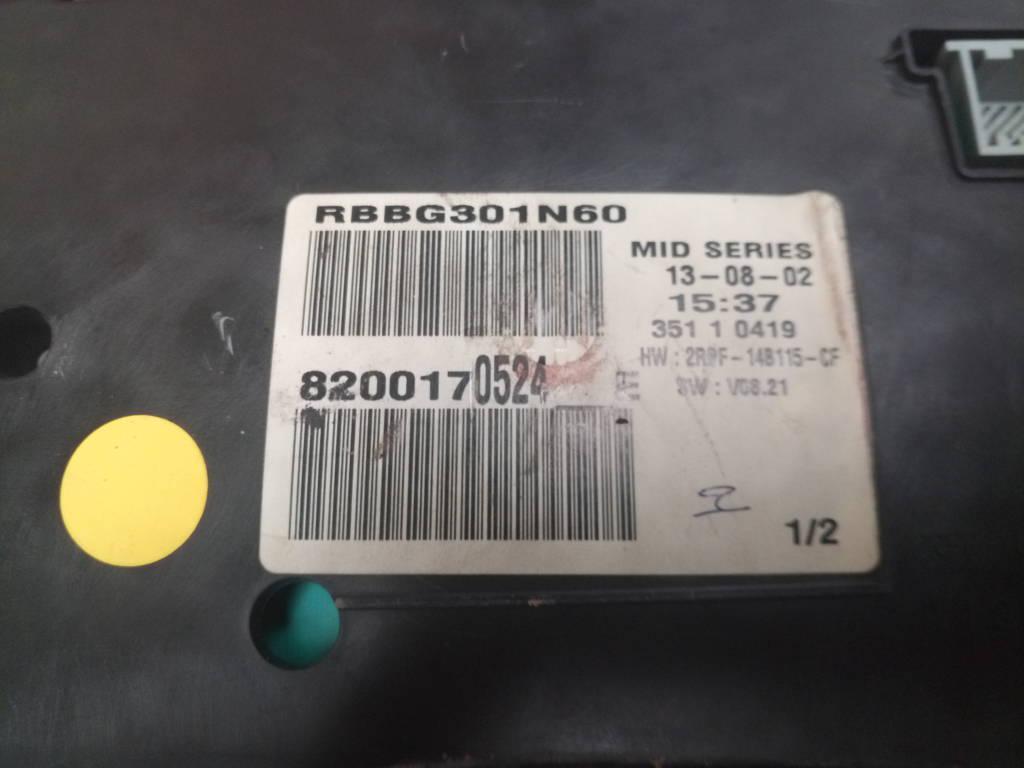 RBBG301N60
MID SERIES
13-08-02
15:37
351 1 0419
HW : 2RPF-14B115-CF
SW : V08.21
8200170524
1/2